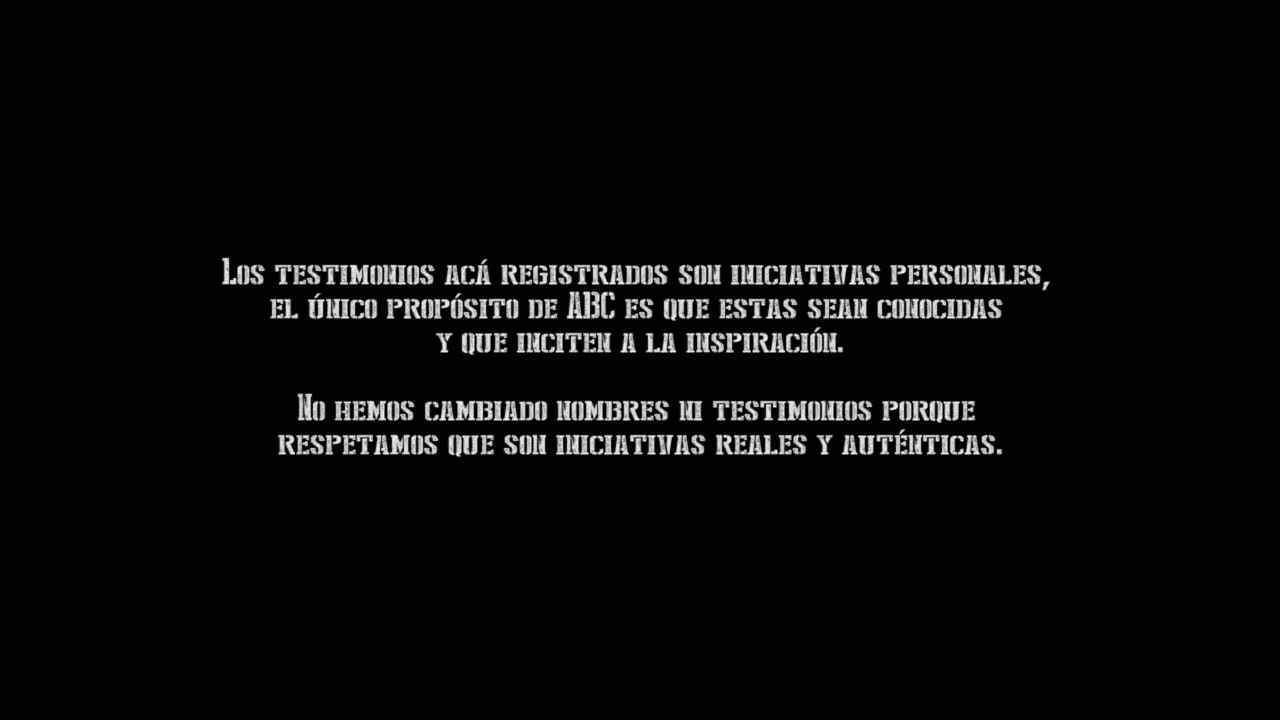 Los testimonios acá registrados son iniciativas personales,
el único propósito de ABC es que estas sean conocidas
y que inciten a la inspiración.
No hemos cambiado nombres ni testimonios porque
respetamos que son iniciativas reales y auténticas.